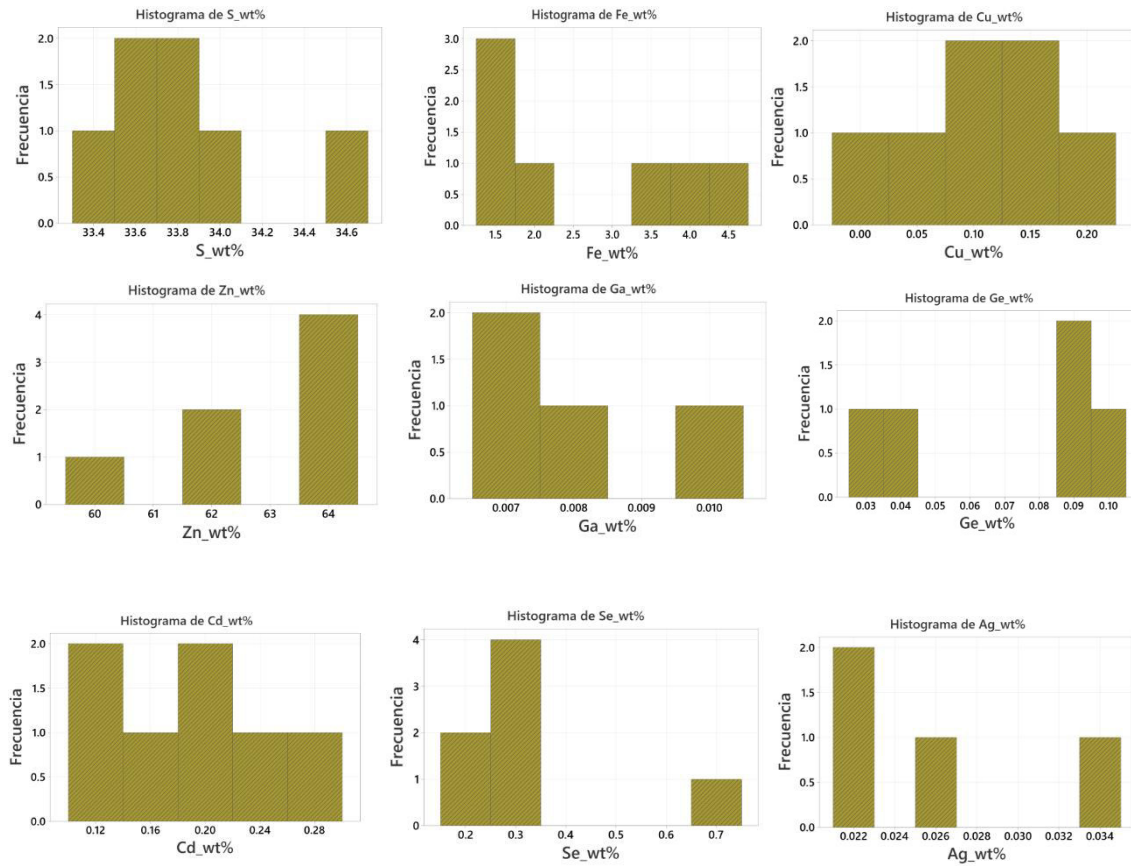 Histograma de S_wt%
2.0
1.5
1.0
0.5
0.0
Frecuencia
33.4 33.6 33.8 34.0 34.2 34.4 34.6
S_wt%
Histograma de Fe_wt%
3.0
2.5
2.0
1.5
1.0
0.5
0.0
Frecuencia
1.5 2.0 2.5 3.0 3.5 4.0 4.5
Fe_wt%
Histograma de Cu_wt%
2.0
1.5
1.0
0.5
0.0
Frecuencia
0.00 0.05 0.10 0.15 0.20
Cu_wt%
Histograma de Zn_wt%
4
3
2
1
0
Frecuencia
60 61 62 63 64
Zn_wt%
Histograma de Ga_wt%
2.0
1.5
1.0
0.5
0.0
Frecuencia
0.007 0.008 0.009 0.010
Ga_wt%
Histograma de Ge_wt%
2.0
1.5
1.0
0.5
0.0
Frecuencia
0.03 0.04 0.05 0.06 0.07 0.08 0.09 0.10
Ge_wt%
Histograma de Cd_wt%
2.0
1.5
1.0
0.5
0.0
Frecuencia
0.12 0.16 0.20 0.24 0.28
Cd_wt%
Histograma de Se_wt%
4
3
2
1
0
Frecuencia
0.2 0.3 0.4 0.5 0.6 0.7
Se_wt%
Histograma de Ag_wt%
2.0
1.5
1.0
0.5
0.0
Frecuencia
0.022 0.024 0.026 0.028 0.030 0.032 0.034
Ag_wt%